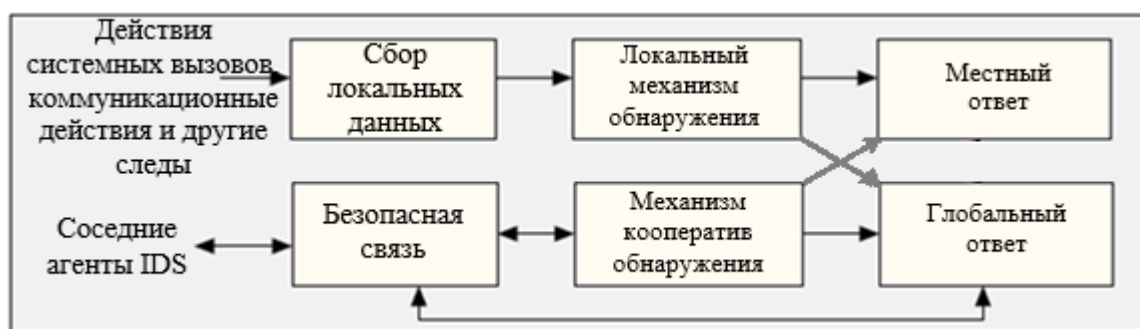 Действия
системных вызовов,
коммуникационные
действия и другие
следы
Сбор
локальных
данных
Локальный
механизм
обнаружения
Местный
ответ
Соседние
агенты IDS
Безопасная
связь
Механизм
кооператив
обнаружения
Глобальный
ответ